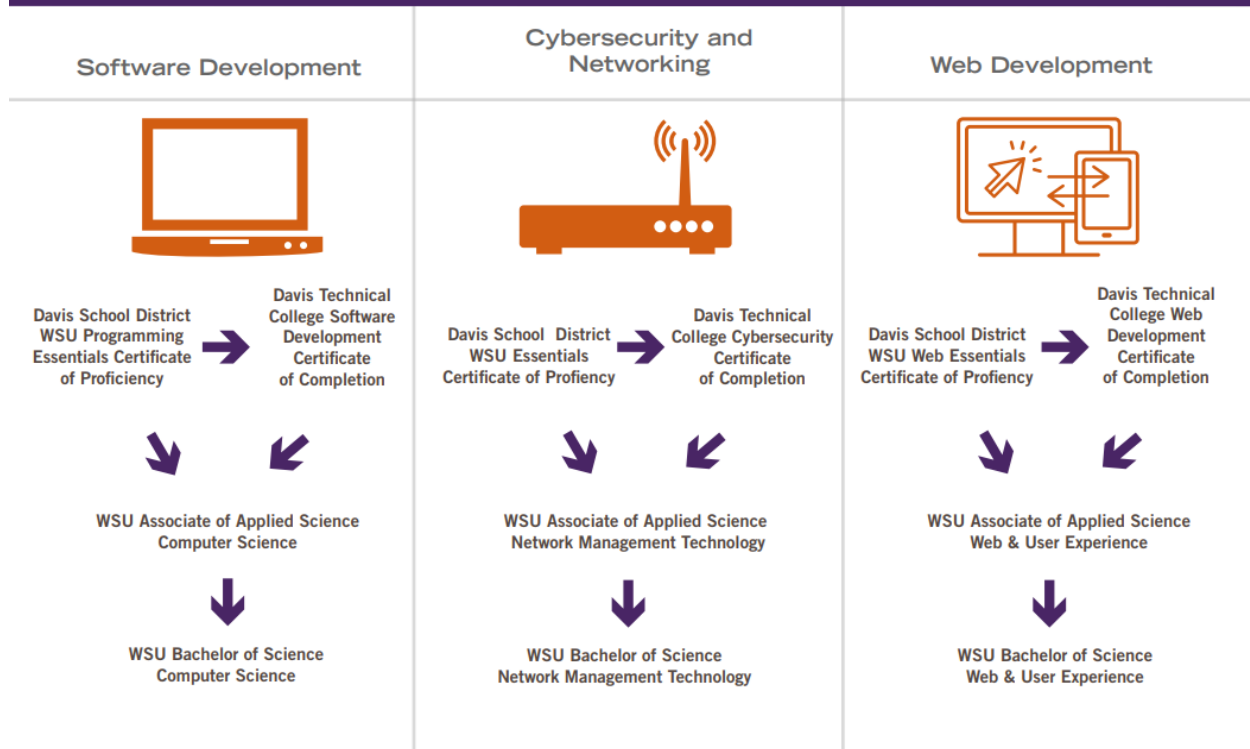 Software Development
Cybersecurity and
Networking
Web Development
Davis School District
WSU Programming
Essentials Certificate
of Proficiency
Davis Technical
College Software
Development
Certificate
of Completion
WSU Associate of Applied Science
Computer Science
WSU Bachelor of Science
Computer Science
Davis School District
WSU Essentials
Certificate of Profiency
Davis Technical
College Cybersecurity
Certificate
of Completion
WSU Associate of Applied Science
Network Management Technology
WSU Bachelor of Science
Network Management Technology
Davis School District
WSU Web Essentials
Certificate of Profiency
Davis Technical
College Web
Development
Certificate
of Completion
WSU Associate of Applied Science
Web & User Experience
WSU Bachelor of Science
Web & User Experience